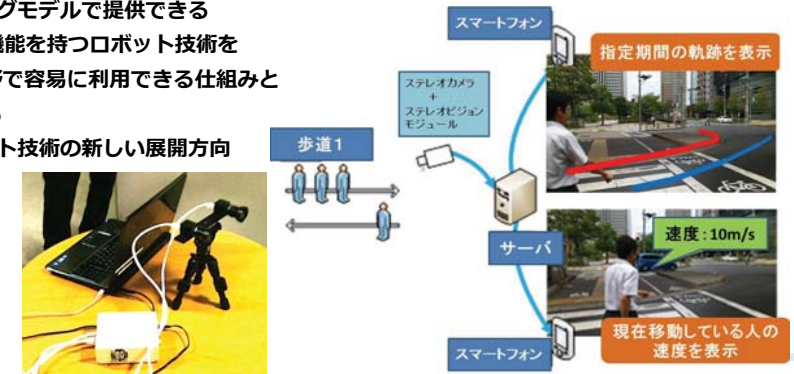 グモデルで提供できる
機能を持つロボット技術を
で容易に利用できる仕組みと
ト技術の新しい展開方向
スマートフォン
指定期間の軌跡を表示
ステレオカメラ
+
ステレオビジョン
モジュール
歩道1
サーバ
速度:10m/s
スマートフォン
現在移動している人の
速度を表示